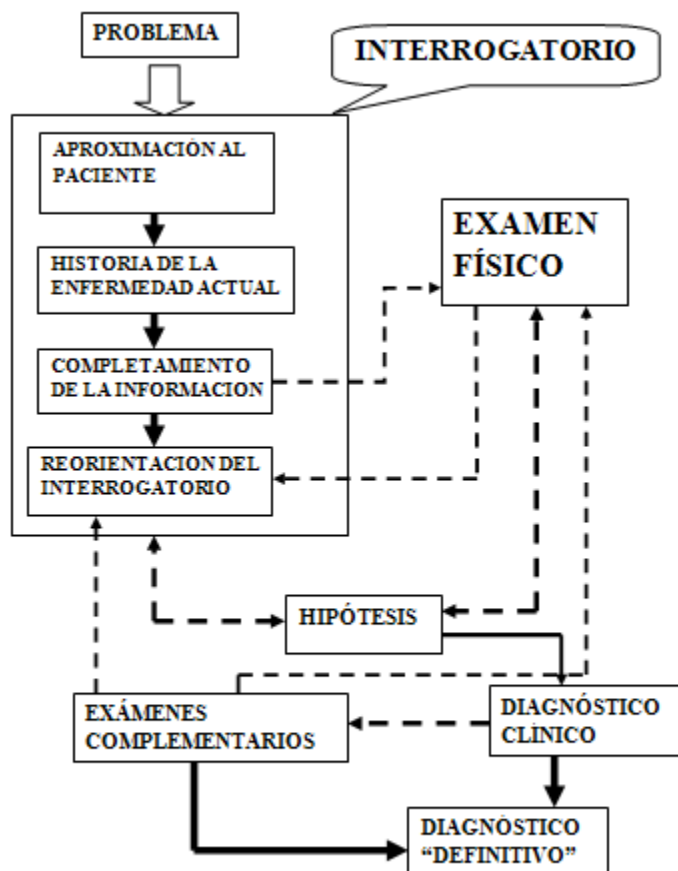 PROBLEMA
INTERROGATORIO
APROXIMACIÓN AL
PACIENTE
HISTORIA DE LA
ENFERMEDAD ACTUAL
COMPLETAMIENTO
DE LA INFORMACION
REORIENTACION DEL
INTERROGATORIO
EXAMEN
FÍSICO
HIPÓTESIS
EXÁMENES
COMPLEMENTARIOS
DIAGNÓSTICO
CLÍNICO
DIAGNÓSTICO
“DEFINITIVO”